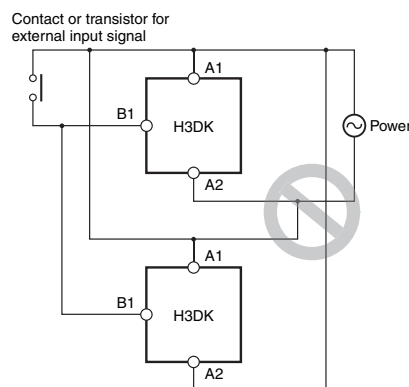 Contact or transistor for
external input signal
A1
B1
H3DK
Power
A2
A1
B1
H3DK
A2